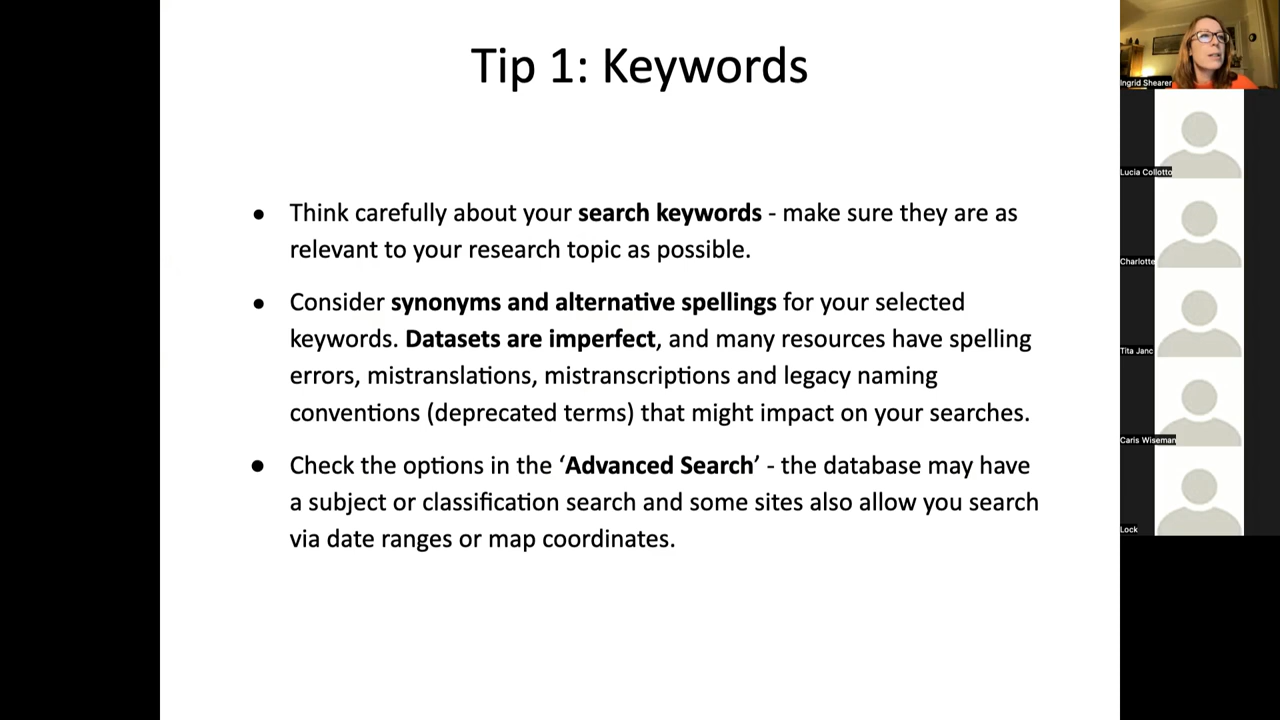 Tip 1: Keywords
● Think carefully about your search keywords - make sure they are as
relevant to your research topic as possible.
● Consider synonyms and alternative spellings for your selected
keywords. Datasets are imperfect, and many resources have spelling
errors, mistranslations, mistranscriptions and legacy naming
conventions (deprecated terms) that might impact on your searches.
● Check the options in the ‘Advanced Search’ - the database may have
a subject or classification search and some sites also allow you search
via date ranges or map coordinates.
Ingrid Shearer
Lucia Collotto
Charlotte
Tita Janc
Caris Wiseman
Lock